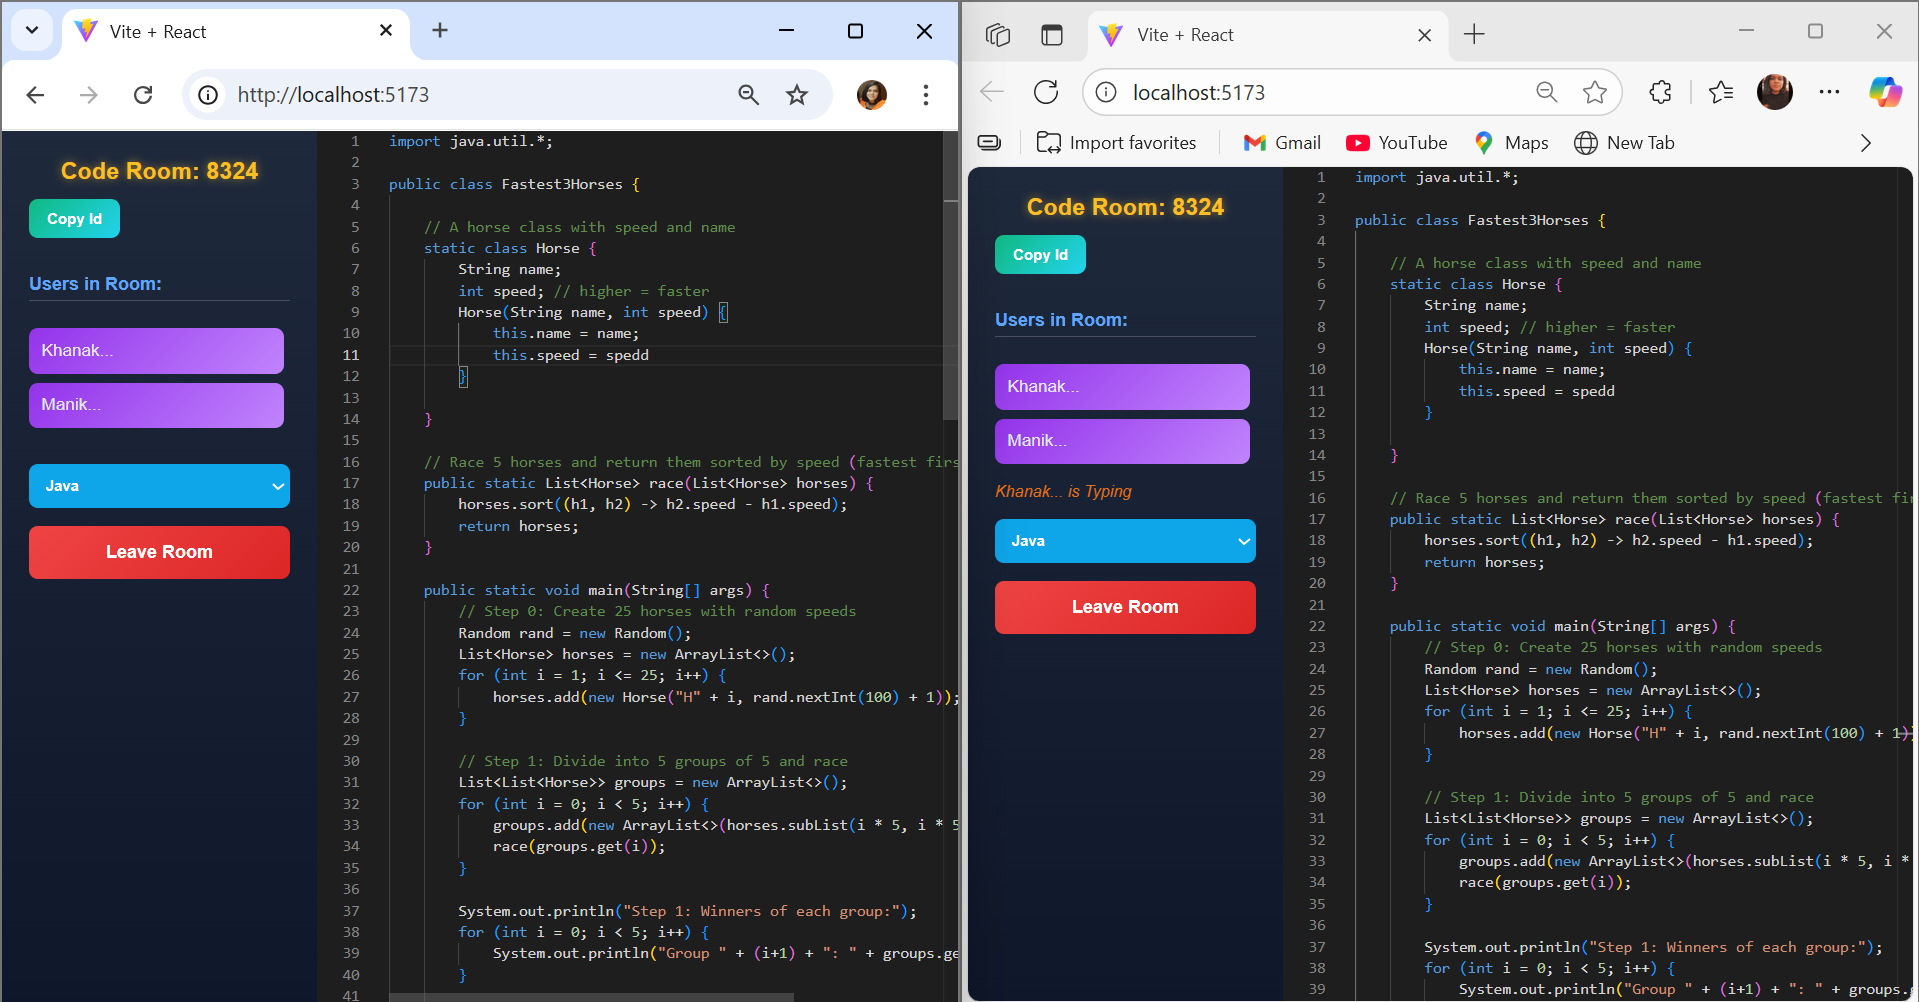 Vite + React
http://localhost:5173
Code Room: 8324
Copy Id
Users in Room:
Khanak...
Manik...
Java
Leave Room
1 import java.util.*;
2
3 public class Fastest3Horses {
4
5 // A horse class with speed and name
6 static class Horse {
7 String name;
8 int speed; // higher = faster
9 Horse(String name, int speed) {
10 this.name = name;
11 this.speed = spedd
12 }
13
14 }
15
16 // Race 5 horses and return them sorted by speed (fastest firs
17 public static List<Horse> race(List<Horse> horses) {
18 horses.sort((h1, h2) -> h2.speed - h1.speed);
19 return horses;
20 }
21
22 public static void main(String[] args) {
23 // Step 0: Create 25 horses with random speeds
24 Random rand = new Random();
25 List<Horse> horses = new ArrayList<>();
26 for (int i = 1; i <= 25; i++) {
27 horses.add(new Horse("H" + i, rand.nextInt(100) + 1));
28 }
29
30 // Step 1: Divide into 5 groups of 5 and race
31 List<List<Horse>> groups = new ArrayList<>();
32 for (int i = 0; i < 5; i++) {
33 groups.add(new ArrayList<>(horses.subList(i * 5, i * 5
34 race(groups.get(i));
35 }
36
37 System.out.println("Step 1: Winners of each group:");
38 for (int i = 0; i < 5; i++) {
39 System.out.println("Group " + (i+1) + ": " + groups.ge
40 }
41
Vite + React
localhost:5173
Import favorites Gmail YouTube Maps New Tab
Code Room: 8324
Copy Id
Users in Room:
Khanak...
Manik...
Khanak... is Typing
Java
Leave Room
1 import java.util.*;
2
3 public class Fastest3Horses {
4
5 // A horse class with speed and name
6 static class Horse {
7 String name;
8 int speed; // higher = faster
9 Horse(String name, int speed) {
10 this.name = name;
11 this.speed = spedd
12 }
13
14 }
15
16 // Race 5 horses and return them sorted by speed (fastest fir
17 public static List<Horse> race(List<Horse> horses) {
18 horses.sort((h1, h2) -> h2.speed - h1.speed);
19 return horses;
20 }
21
22 public static void main(String[] args) {
23 // Step 0: Create 25 horses with random speeds
24 Random rand = new Random();
25 List<Horse> horses = new ArrayList<>();
26 for (int i = 1; i <= 25; i++) {
27 horses.add(new Horse("H" + i, rand.nextInt(100) + 1))
28 }
29
30 // Step 1: Divide into 5 groups of 5 and race
31 List<List<Horse>> groups = new ArrayList<>();
32 for (int i = 0; i < 5; i++) {
33 groups.add(new ArrayList<>(horses.subList(i * 5, i *
34 race(groups.get(i));
35 }
36
37 System.out.println("Step 1: Winners of each group:");
38 for (int i = 0; i < 5; i++) {
39 System.out.println("Group " + (i+1) + ": " + groups.g